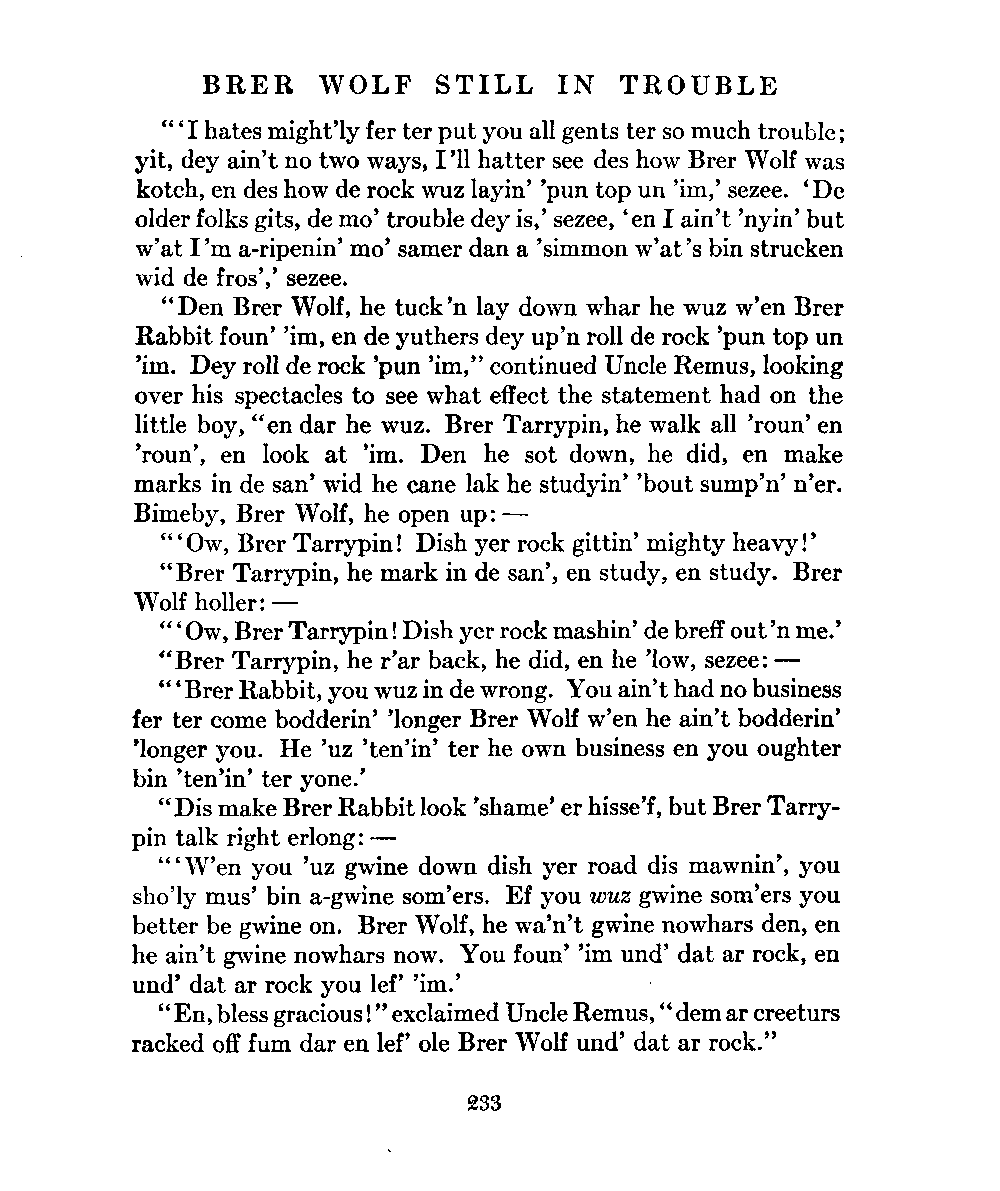 BRER WOLF STILL IN TROUBLE
"'I hates might'ly fer ter put you all gents ter so much trouble;
yit, dey ain't no two ways, I'll hatter see des how Brer Wolf was
kotch, en des how de rock wuz layin' 'pun top un 'im,' sezee. 'De
older folks gits, de mo' trouble dey is,' sezee, 'en I ain't 'nyin' but
w'at I'm a-ripenin' mo' samer dan a 'simmon w'at's bin strucken
wid de fros',' sezee.
"Den Brer Wolf, he tuck'n lay down whar he wuz w'en Brer
Rabbit foun' 'im, en de yuthers dey up'n roll de rock 'pun top un
'im. Dey roll de rock 'pun 'im," continued Uncle Remus, looking
over his spectacles to see what effect the statement had on the
little boy, "en dar he wuz. Brer Tarrypin, he walk all 'roun' en
'roun', en look at 'im. Den he sot down, he did, en make
marks in de san' wid he cane lak he studyin' 'bout sump'n' n'er.
Bimeby, Brer Wolf, he open up: —
"'Ow, Brer Tarrypin! Dish yer rock gittin' mighty heavy!'
"Brer Tarrypin, he mark in de san', en study, en study. Brer
Wolf holler: —
"'Ow, Brer Tarrypin! Dish yer rock mashin' de breff out'n me.'
"Brer Tarrypin, he r'ar back, he did, en he 'low, sezee: —
"'Brer Rabbit, you wuz in de wrong. You ain't had no business
fer ter come bodderin' 'longer Brer Wolf w'en he ain't bodderin'
'longer you. He 'uz 'ten'in' ter he own business en you oughter
bin 'ten'in' ter yone.'
"Dis make Brer Rabbit look 'shame' er hisse'f, but Brer Tarry-
pin talk right erlong: —
"'W'en you 'uz gwine down dish yer road dis mawnin', you
sho'ly mus' bin a-gwine som'ers. Ef you wuz gwine som'ers you
better be gwine on. Brer Wolf, he wa'n't gwine nowhars den, en
he ain't gwine nowhars now. You foun' 'im und' dat ar rock, en
und' dat ar rock you lef' 'im.'
"En, bless gracious!" exclaimed Uncle Remus, "dem ar creeturs
racked off fum dar en lef' ole Brer Wolf und' dat ar rock."
233